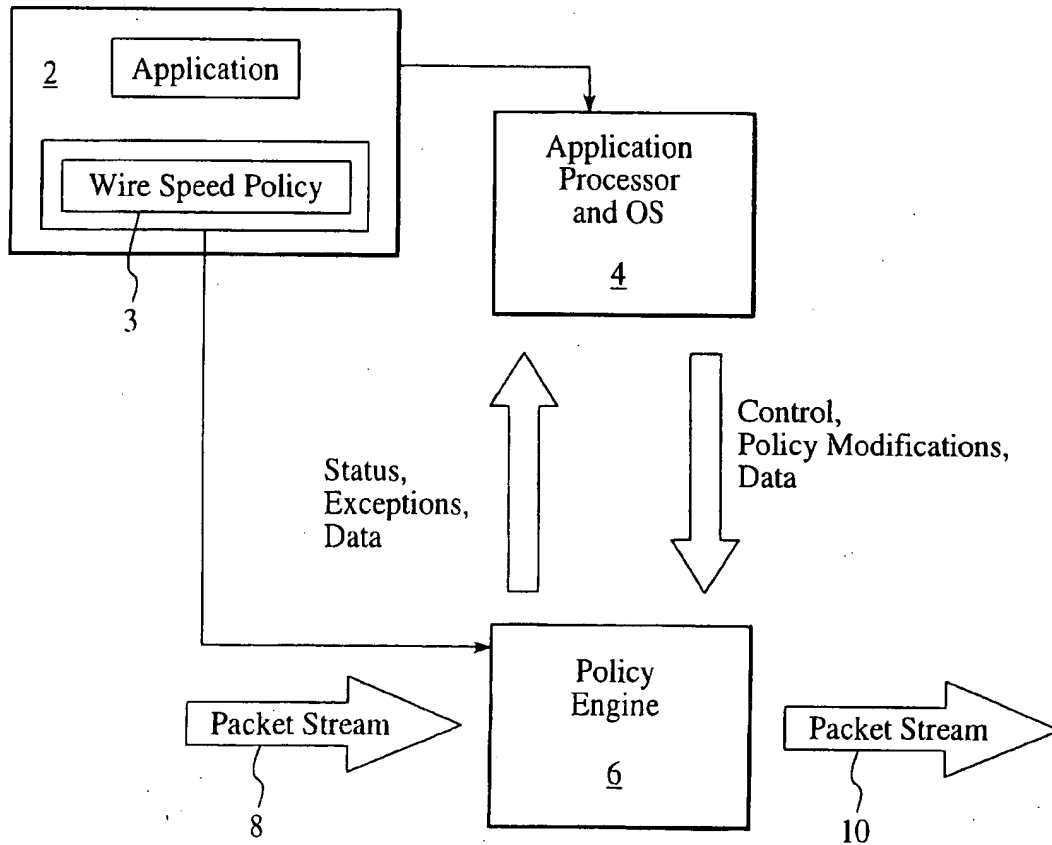 2
Application
Wire Speed Policy
3
Application
Processor
and OS
4
Status,
Exceptions,
Data
Control,
Policy Modifications,
Data
Policy
Engine
6
Packet Stream
8
Packet Stream
10